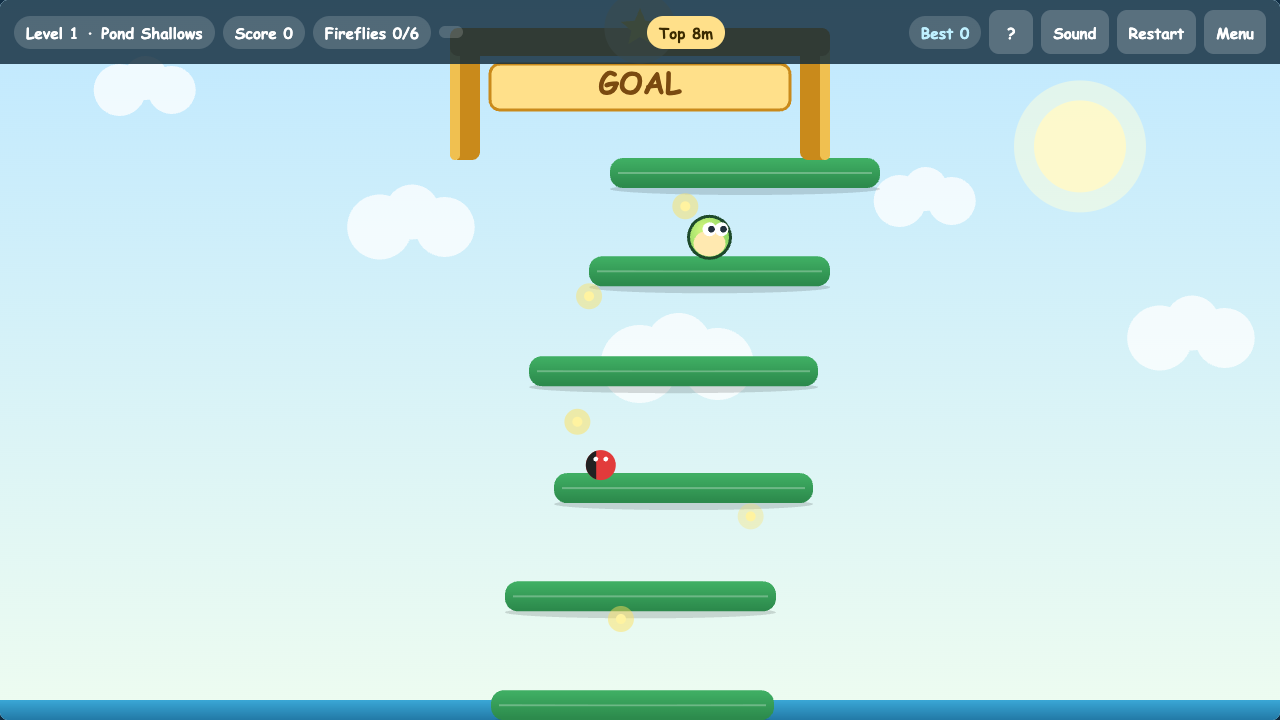 Level 1 · Pond Shallows
Score 0
Fireflies 0/6
Top 8m
Best 0
?
Sound
Restart
Menu
GOAL